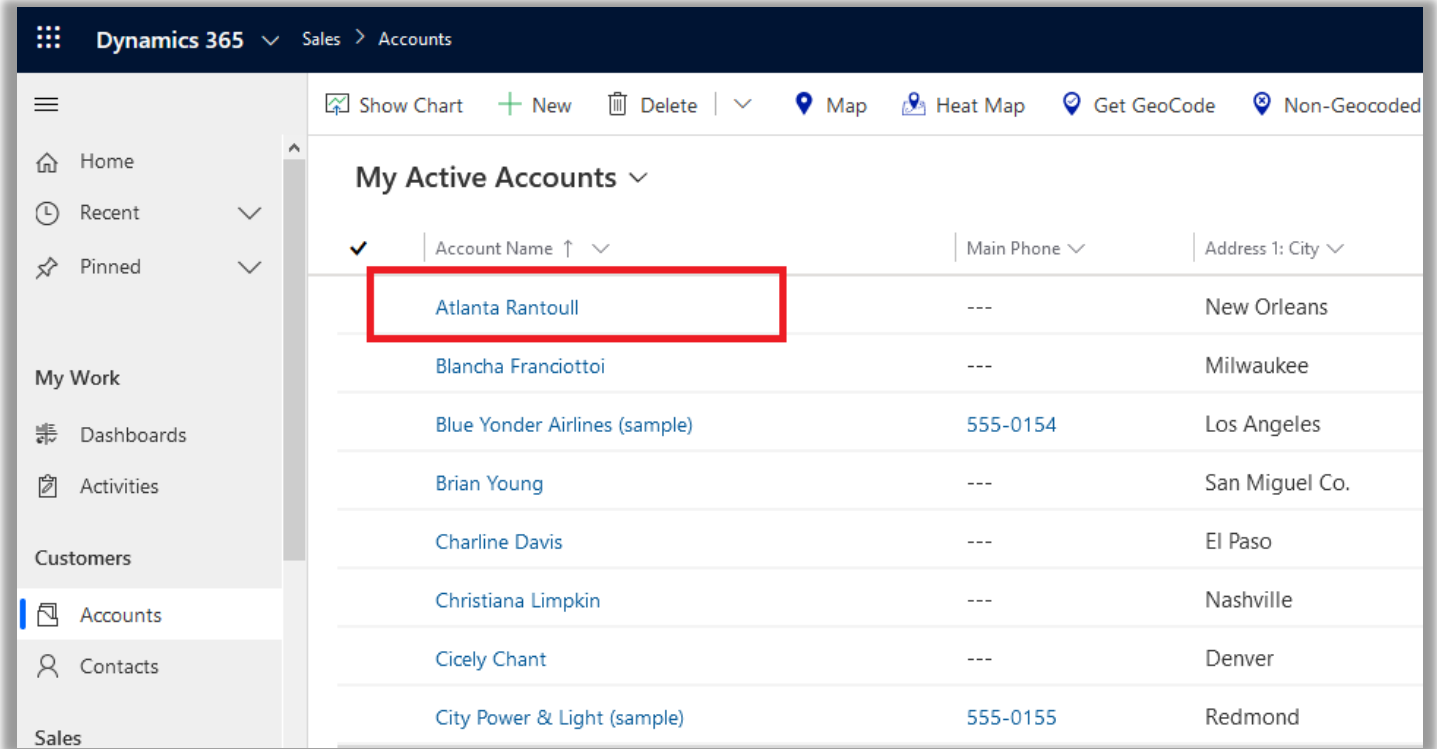 Dynamics 365 Sales > Accounts
Show Chart New Delete Map Heat Map Get GeoCode Non-Geocoded
Home
Recent
Pinned
My Work
Dashboards
Activities
Customers
Accounts
Contacts
Sales
My Active Accounts
Account Name ↑ Main Phone Address 1: City
Atlanta Rantoull --- New Orleans
Blancha Franciottoi --- Milwaukee
Blue Yonder Airlines (sample) 555-0154 Los Angeles
Brian Young --- San Miguel Co.
Charline Davis --- El Paso
Christiana Limpkin --- Nashville
Cicely Chant --- Denver
City Power & Light (sample) 555-0155 Redmond